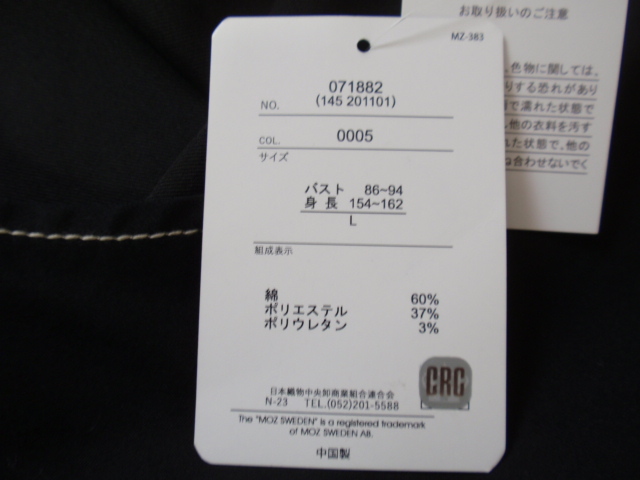 お取り扱いのご注意
MZ-383
071882
NO. (145 201101)
COL. 0005
サイズ
バスト 86~94
身長 154~162
L
組成表示
綿 60%
ポリエステル 37%
ポリウレタン 3%
CRC
日本織物中央卸商業組合連合会
N-23 TEL.(052)201-5588
The "MOZ SWEDEN" is a registered trademark
of MOZ SWEDEN AB.
中国製
色物に関しては、
する恐れがあり
で濡れた状態で
他の衣料を汚す
れた状態で、他の
ね合わせないでく